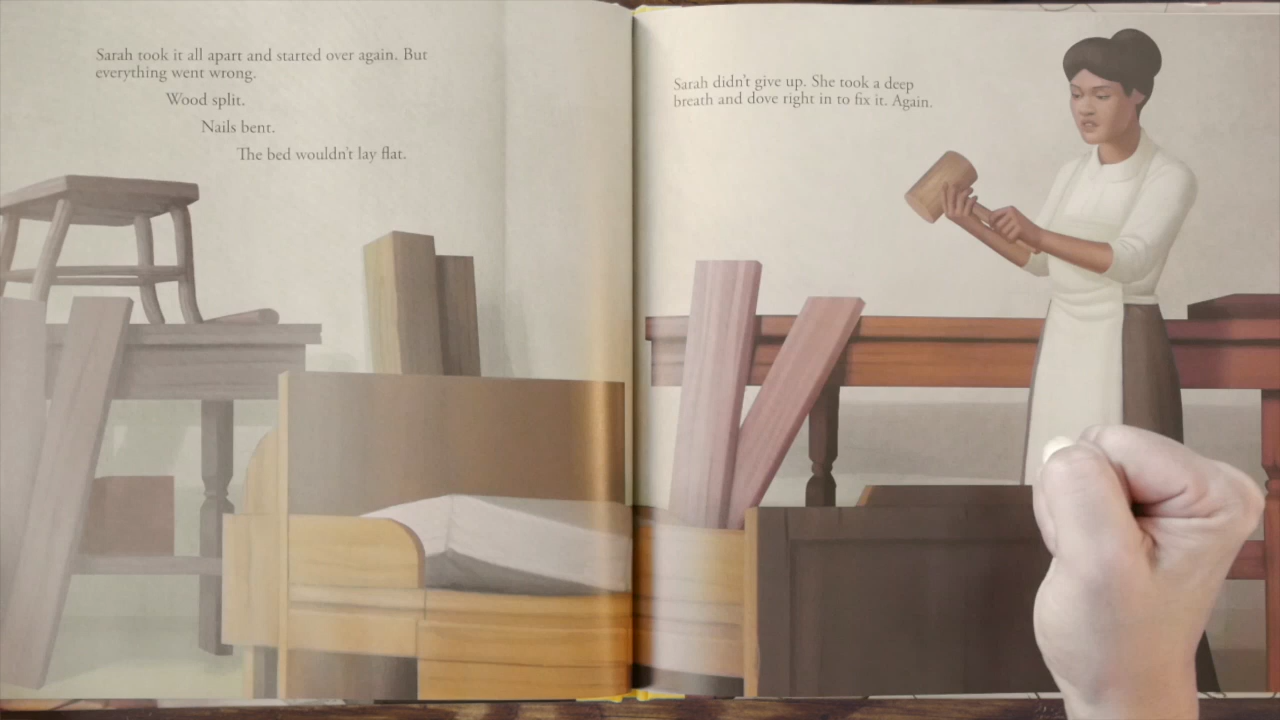 Sarah took it all apart and started over again. But
everything went wrong.
Wood split.
Nails bent.
The bed wouldn't lay flat.
Sarah didn't give up. She took a deep
breath and dove right in to fix it. Again.